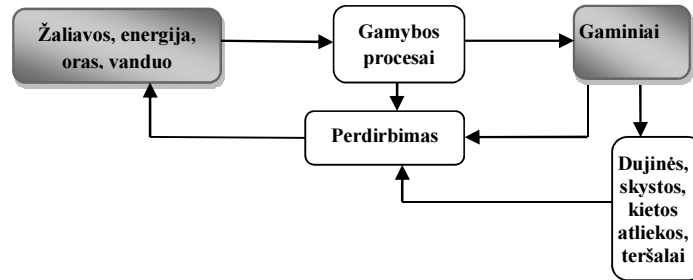 Žaliavos, energija,
oras, vanduo
Gamybos
procesai
Gaminiai
Perdirbimas
Dujinės,
skystos,
kietos
atliekos,
teršalai